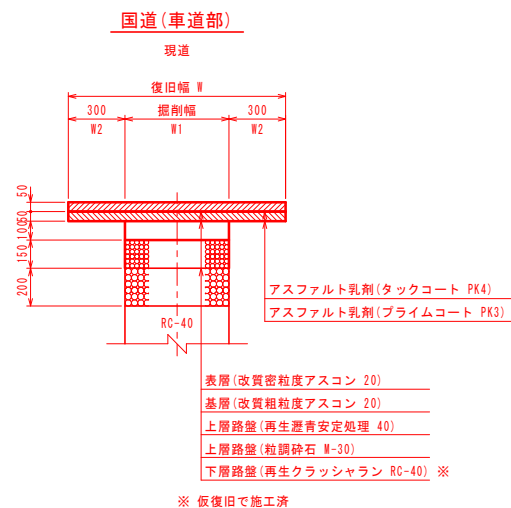 国道(車道部)
現道
復旧幅 W
300 掘削幅 300
W2 W1 W2
50
50
100
150
200
アスファルト乳剤(タックコート PK4)
アスファルト乳剤(プライムコート PK3)
RC-40
表層(改質密粒度アスコン 20)
基層(改質粗粒度アスコン 20)
上層路盤(再生瀝青安定処理 40)
上層路盤(粒調砕石 M-30)
下層路盤(再生クラッシャラン RC-40) ※
※ 仮復旧で施工済